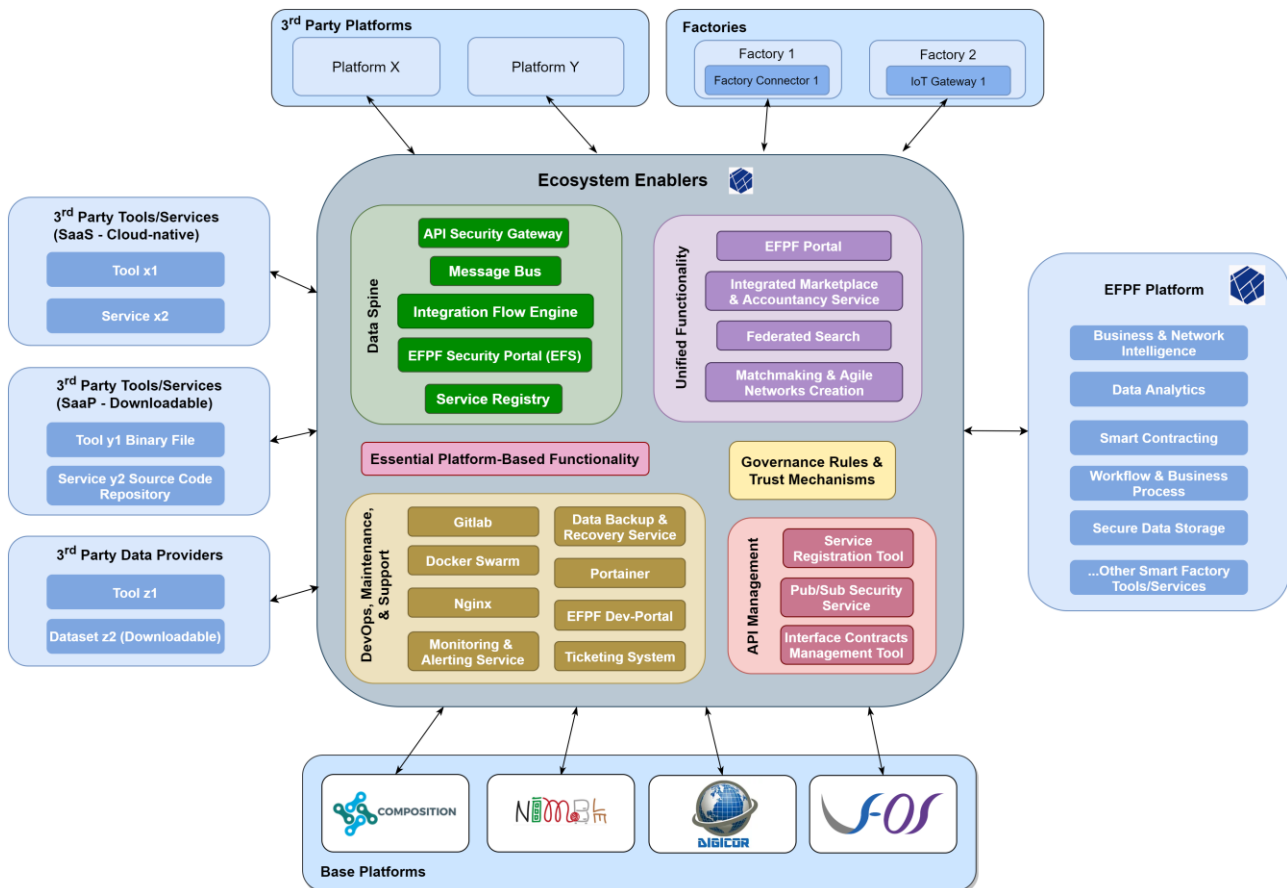 3rd Party Platforms
Platform X
Platform Y
Factories
Factory 1
Factory Connector 1
Factory 2
IoT Gateway 1
3rd Party Tools/Services
(SaaS - Cloud-native)
Tool x1
Service x2
3rd Party Tools/Services
(SaaP - Downloadable)
Tool y1 Binary File
Service y2 Source Code
Repository
3rd Party Data Providers
Tool z1
Dataset z2 (Downloadable)
Ecosystem Enablers
Data Spine
API Security Gateway
Message Bus
Integration Flow Engine
EFPF Security Portal (EFS)
Service Registry
Unified Functionality
EFPF Portal
Integrated Marketplace
& Accountancy Service
Federated Search
Matchmaking & Agile
Networks Creation
Essential Platform-Based Functionality
Governance Rules &
Trust Mechanisms
DevOps, Maintenance,
& Support
Gitlab
Docker Swarm
Nginx
Monitoring &
Alerting Service
Data Backup &
Recovery Service
Portainer
EFPF Dev-Portal
Ticketing System
API Management
Service
Registration Tool
Pub/Sub Security
Service
Interface Contracts
Management Tool
EFPF Platform
Business & Network
Intelligence
Data Analytics
Smart Contracting
Workflow & Business
Process
Secure Data Storage
...Other Smart Factory
Tools/Services
COMPOSITION
NIMBLE
DIGICOR
vf-OS
Base Platforms